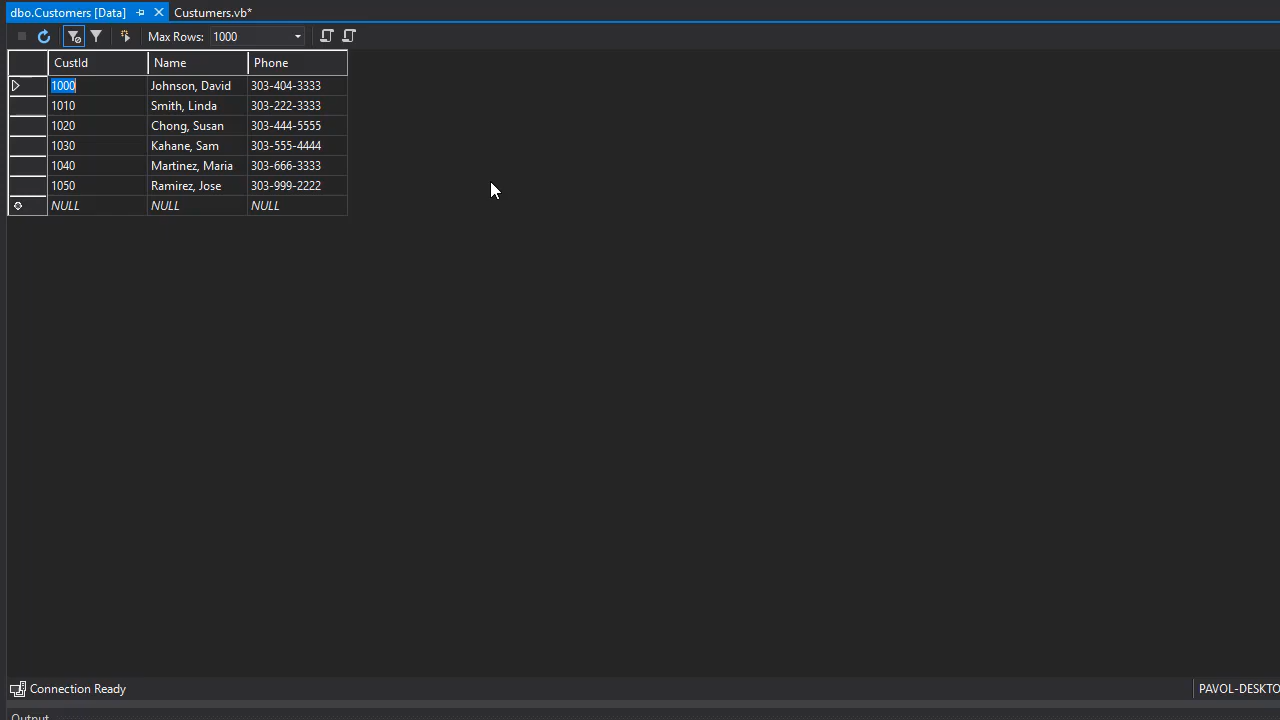 dbo.Customers [Data] Custumers.vb*
Max Rows: 1000
CustId Name Phone
1000 Johnson, David 303-404-3333
1010 Smith, Linda 303-222-3333
1020 Chong, Susan 303-444-5555
1030 Kahane, Sam 303-555-4444
1040 Martinez, Maria 303-666-3333
1050 Ramirez, Jose 303-999-2222
NULL NULL NULL
Connection Ready PAVOL-DESKTO
Output